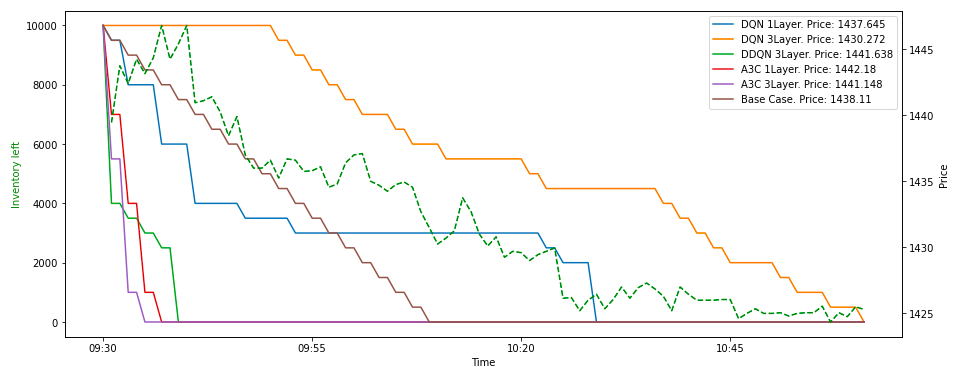 DQN 1Layer. Price: 1437.645
DQN 3Layer. Price: 1430.272
DDQN 3Layer. Price: 1441.638
A3C 1Layer. Price: 1442.18
A3C 3Layer. Price: 1441.148
Base Case. Price: 1438.11
Inventory left
10000
8000
6000
4000
2000
0
1445
1440
1435
1430
1425
Price
09:30
09:55
10:20
10:45
Time